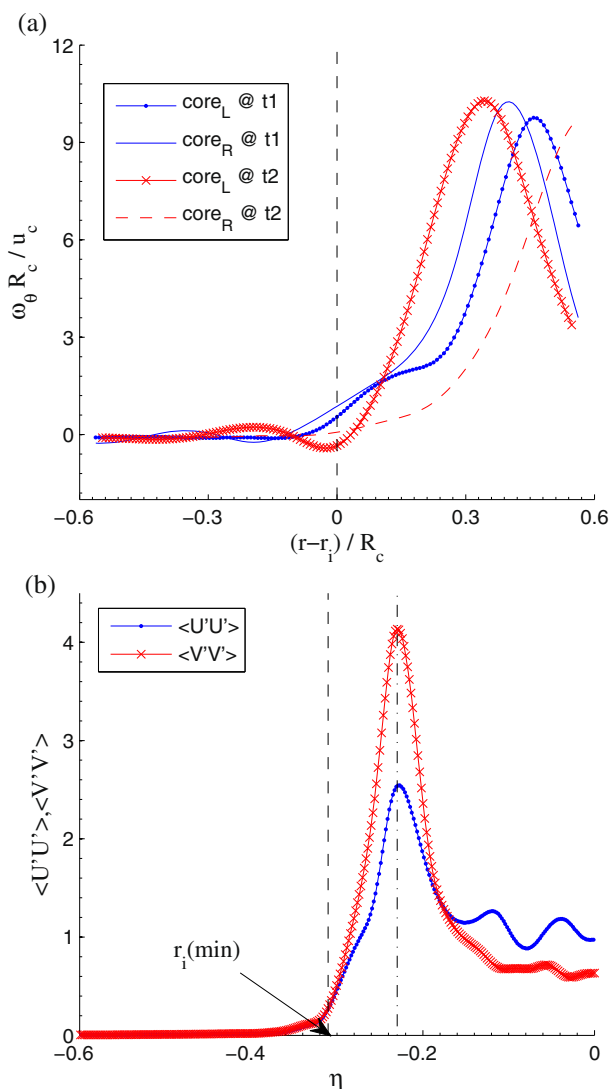 (a)
12
9
6
3
0
ω_θ R_c / u_c
core_L @ t1
core_R @ t1
core_L @ t2
core_R @ t2
−0.6 −0.3 0 0.3 0.6
(r−r_i) / R_c
(b)
4
3
2
1
0
<U'U'>,<V'V'>
<U'U'>
<V'V'>
r_i(min)
−0.6 −0.4 −0.2 0
η